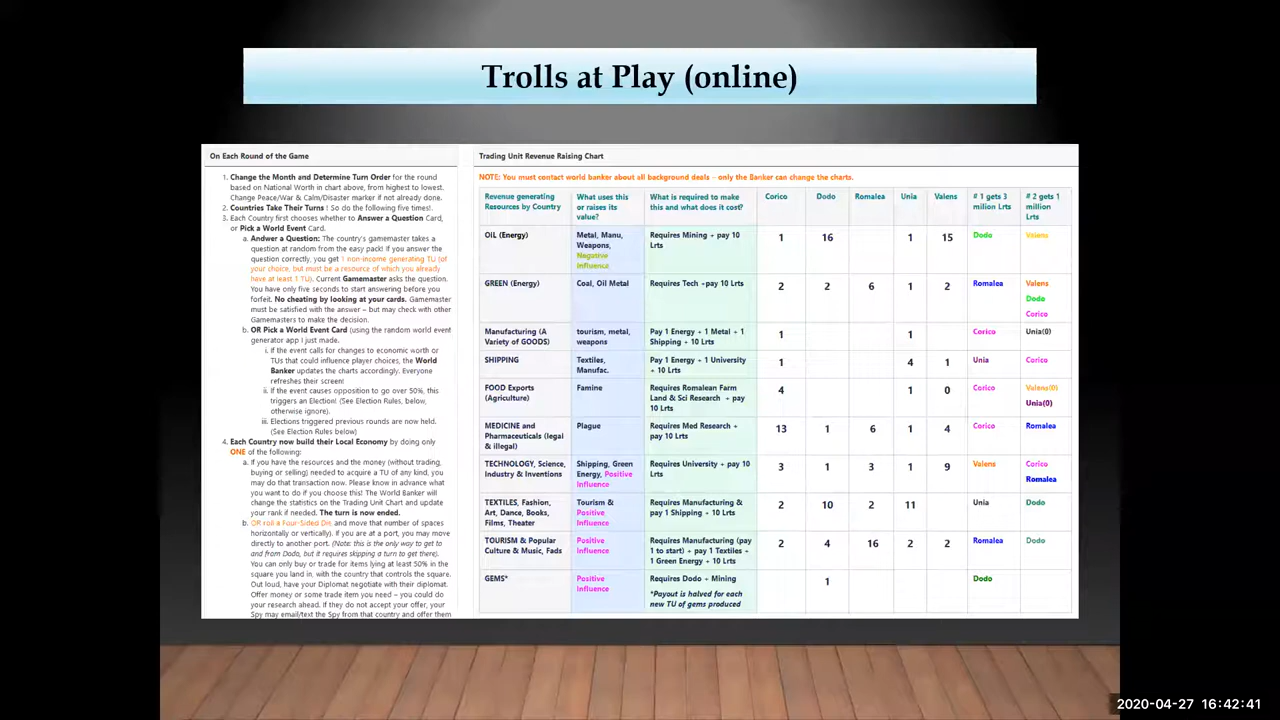 Trolls at Play (online)
On Each Round of the Game
1. Change the Month and Determine Turn Order for the round
based on National Worth in chart above, from highest to lowest.
Change Peace/War & Calm/Disaster marker if not already done.
2. Countries Take Their Turns ! So do the following five times!.
3. Each Country first chooses whether to Answer a Question Card,
or Pick a World Event Card.
a. Andwer a Question: The country's gamemaster takes a
question at random from the easy pack! If you answer the
question correctly, you get 1 non-income generating TU (of
your choice, but must be a resource of which you already
have at least 1 TU). Current Gamemaster asks the question.
You have only five seconds to start answering before you
forfeit. No cheating by looking at your cards. Gamemaster
must be satisfied with the answer – but may check with other
Gamemasters to make the decision.
b. OR Pick a World Event Card (using the random world event
generator app I just made.
i. If the event calls for changes to economic worth or
TUs that could influence player choices, the World
Banker updates the charts accordingly. Everyone
refreshes their screen!
ii. If the event causes opposition to go over 50%, this
triggers an Election! (See Election Rules, below,
otherwise ignore).
iii. Elections triggered previous rounds are now held.
(See Election Rules below)
4. Each Country now build their Local Economy by doing only
ONE of the following:
a. If you have the resources and the money (without trading,
buying or selling) needed to acquire a TU of any kind, you
may do that transaction now. Please know in advance what
you want to do if you choose this! The World Banker will
change the statistics on the Trading Unit Chart and update
your rank if needed. The turn is now ended.
b. OR roll a Four-Sided Die and move that number of spaces
horizontally or vertically). If you are at a port, you may move
directly to another port. (Note: this is the only way to get to
and from Dodo, but it requires skipping a turn to get there).
You can only buy or trade for items lying at least 50% in the
square you land in, with the country that controls the square.
Out loud, have your Diplomat negotiate with their diplomat.
Offer money or some trade item you need – you could do
your research ahead. If they do not accept your offer, your
Spy may email/text the Spy from that country and offer them
Trading Unit Revenue Raising Chart
NOTE: You must contact world banker about all background deals – only the Banker can change the charts.
Revenue generating Resources by Country | What uses this or raises its value? | What is required to make this and what does it cost? | Corico | Dodo | Romalea | Unia | Valens | # 1 gets 3 milion Lrts | # 2 gets 1 million Lrts
OIL (Energy) | Metal, Manu, Weapons, Negative Influence | Requires Mining + pay 10 Lrts | 1 | 16 | | 1 | 15 | Dodo | Valens
GREEN (Energy) | Coal, Oil Metal | Requires Tech +pay 10 Lrts | 2 | 2 | 6 | 1 | 2 | Romalea | Valens Dodo Corico
Manufacturing (A Variety of GOODS) | tourism, metal, weapons | Pay 1 Energy + 1 Metal + 1 Shipping + 10 Lrts | 1 | | | 1 | | Corico | Unia(0)
SHIPPING | Textiles, Manufac. | Pay 1 Energy + 1 University + 10 Lrts | 1 | | | 4 | 1 | Unia | Corico
FOOD Exports (Agriculture) | Famine | Requires Romalean Farm Land & Sci Research + pay 10 Lrts | 4 | | | 1 | 0 | Corico | Valens(0) Unia(0)
MEDICINE and Pharmaceuticals (legal & illegal) | Plague | Requires Med Research + pay 10 Lrts | 13 | 1 | 6 | 1 | 4 | Corico | Romalea
TECHNOLOGY, Science, Industry & Inventions | Shipping, Green Energy, Positive Influence | Requires University + pay 10 Lrts | 3 | 1 | 3 | 1 | 9 | Valens | Corico Romalea
TEXTILES, Fashion, Art, Dance, Books, Films, Theater | Tourism & Positive Influence | Requires Manufacturing & pay 1 Shipping + 10 Lrts | 2 | 10 | 2 | 11 | | Unia | Dodo
TOURISM & Popular Culture & Music, Fads | Positive Influence | Requires Manufacturing (pay 1 to start) + pay 1 Textiles + 1 Green Energy + 10 Lrts | 2 | 4 | 16 | 2 | 2 | Romalea | Dodo
GEMS* | Positive Influence | Requires Dodo + Mining *Payout is halved for each new TU of gems produced | | 1 | | | | Dodo
2020-04-27 16:42:41